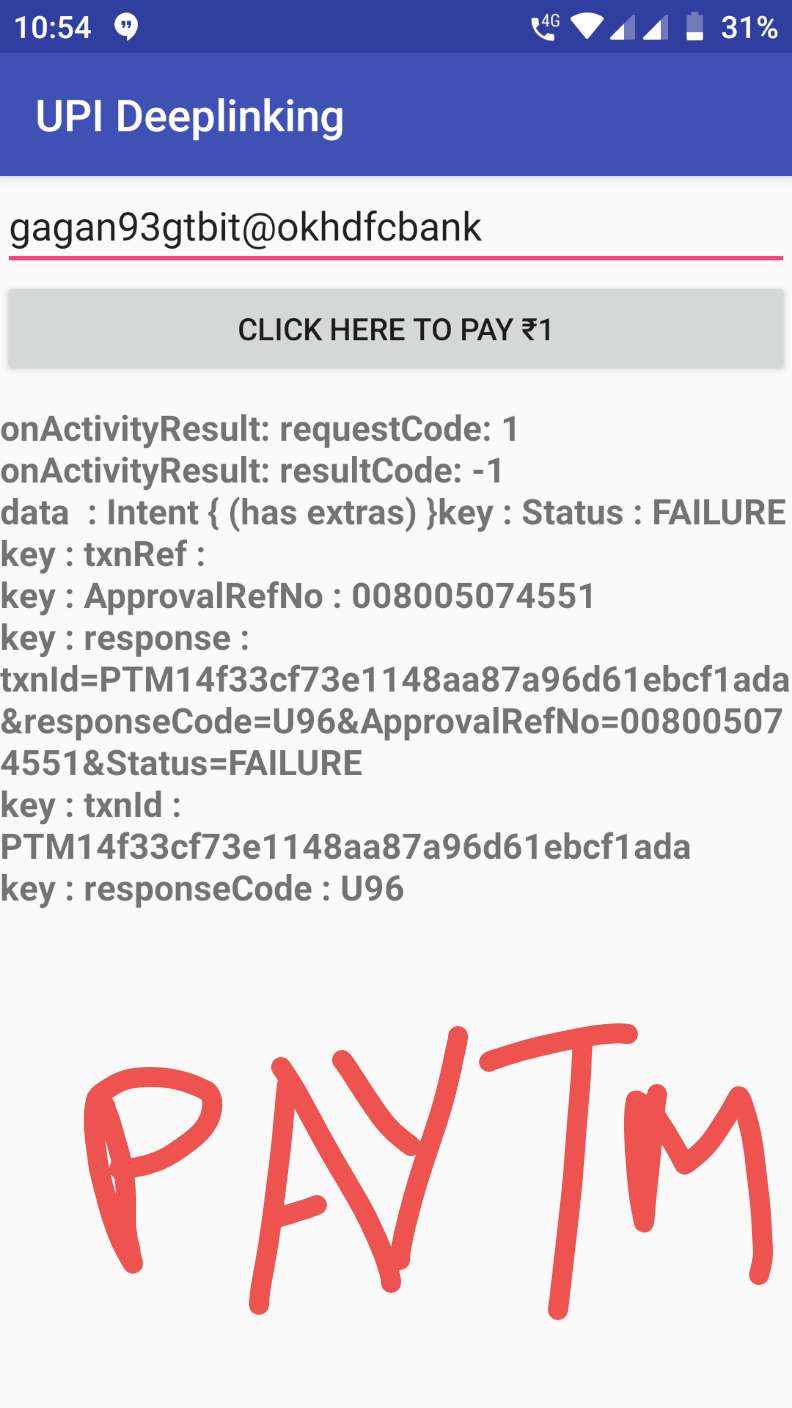 10:54 4G 31%
UPI Deeplinking
gagan93gtbit@okhdfcbank
CLICK HERE TO PAY ₹1
onActivityResult: requestCode: 1
onActivityResult: resultCode: -1
data  : Intent { (has extras) }key : Status : FAILURE
key : txnRef :
key : ApprovalRefNo : 008005074551
key : response :
txnId=PTM14f33cf73e1148aa87a96d61ebcf1ada
&responseCode=U96&ApprovalRefNo=00800507
4551&Status=FAILURE
key : txnId :
PTM14f33cf73e1148aa87a96d61ebcf1ada
key : responseCode : U96
PAYTM